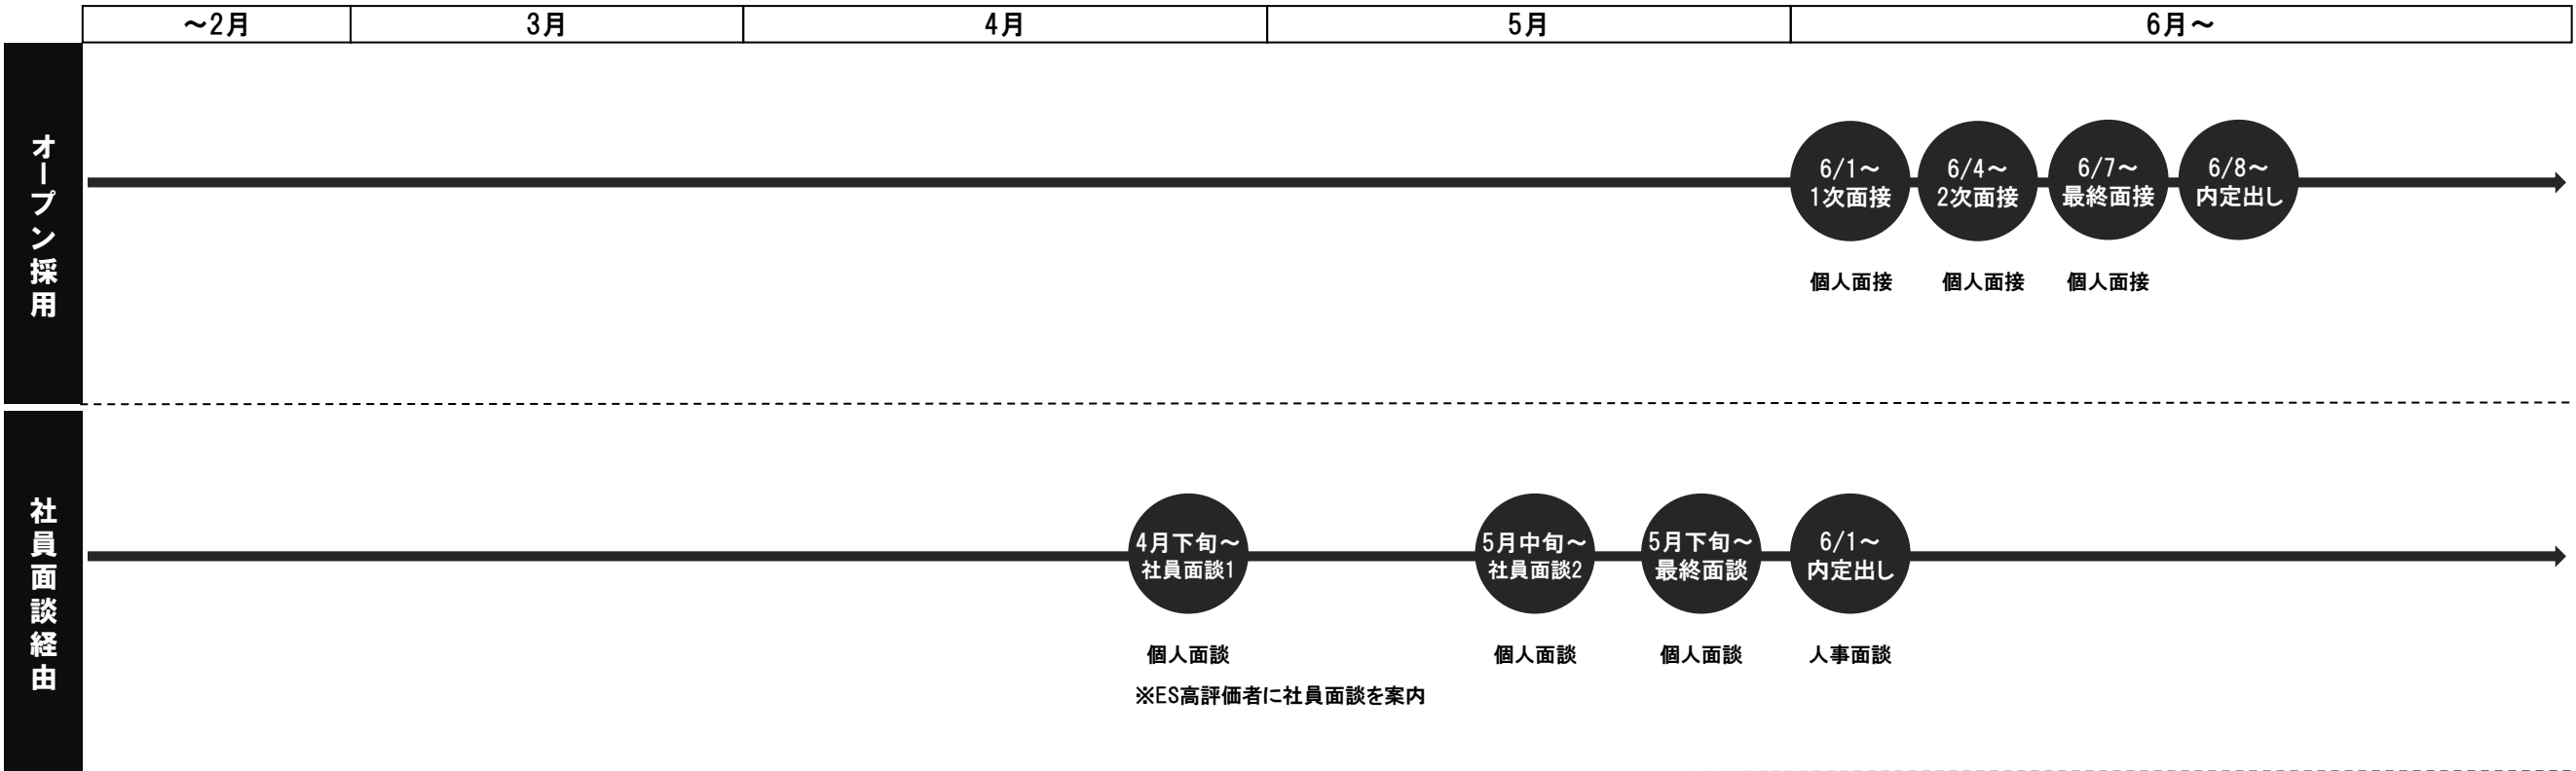 ～2月
3月
4月
5月
6月～
オープン採用
6/1～
1次面接
6/4～
2次面接
6/7～
最終面接
6/8～
内定出し
個人面接
個人面接
個人面接
社員面談経由
4月下旬～
社員面談1
5月中旬～
社員面談2
5月下旬～
最終面談
6/1～
内定出し
個人面談
個人面談
個人面談
人事面談
※ES高評価者に社員面談を案内